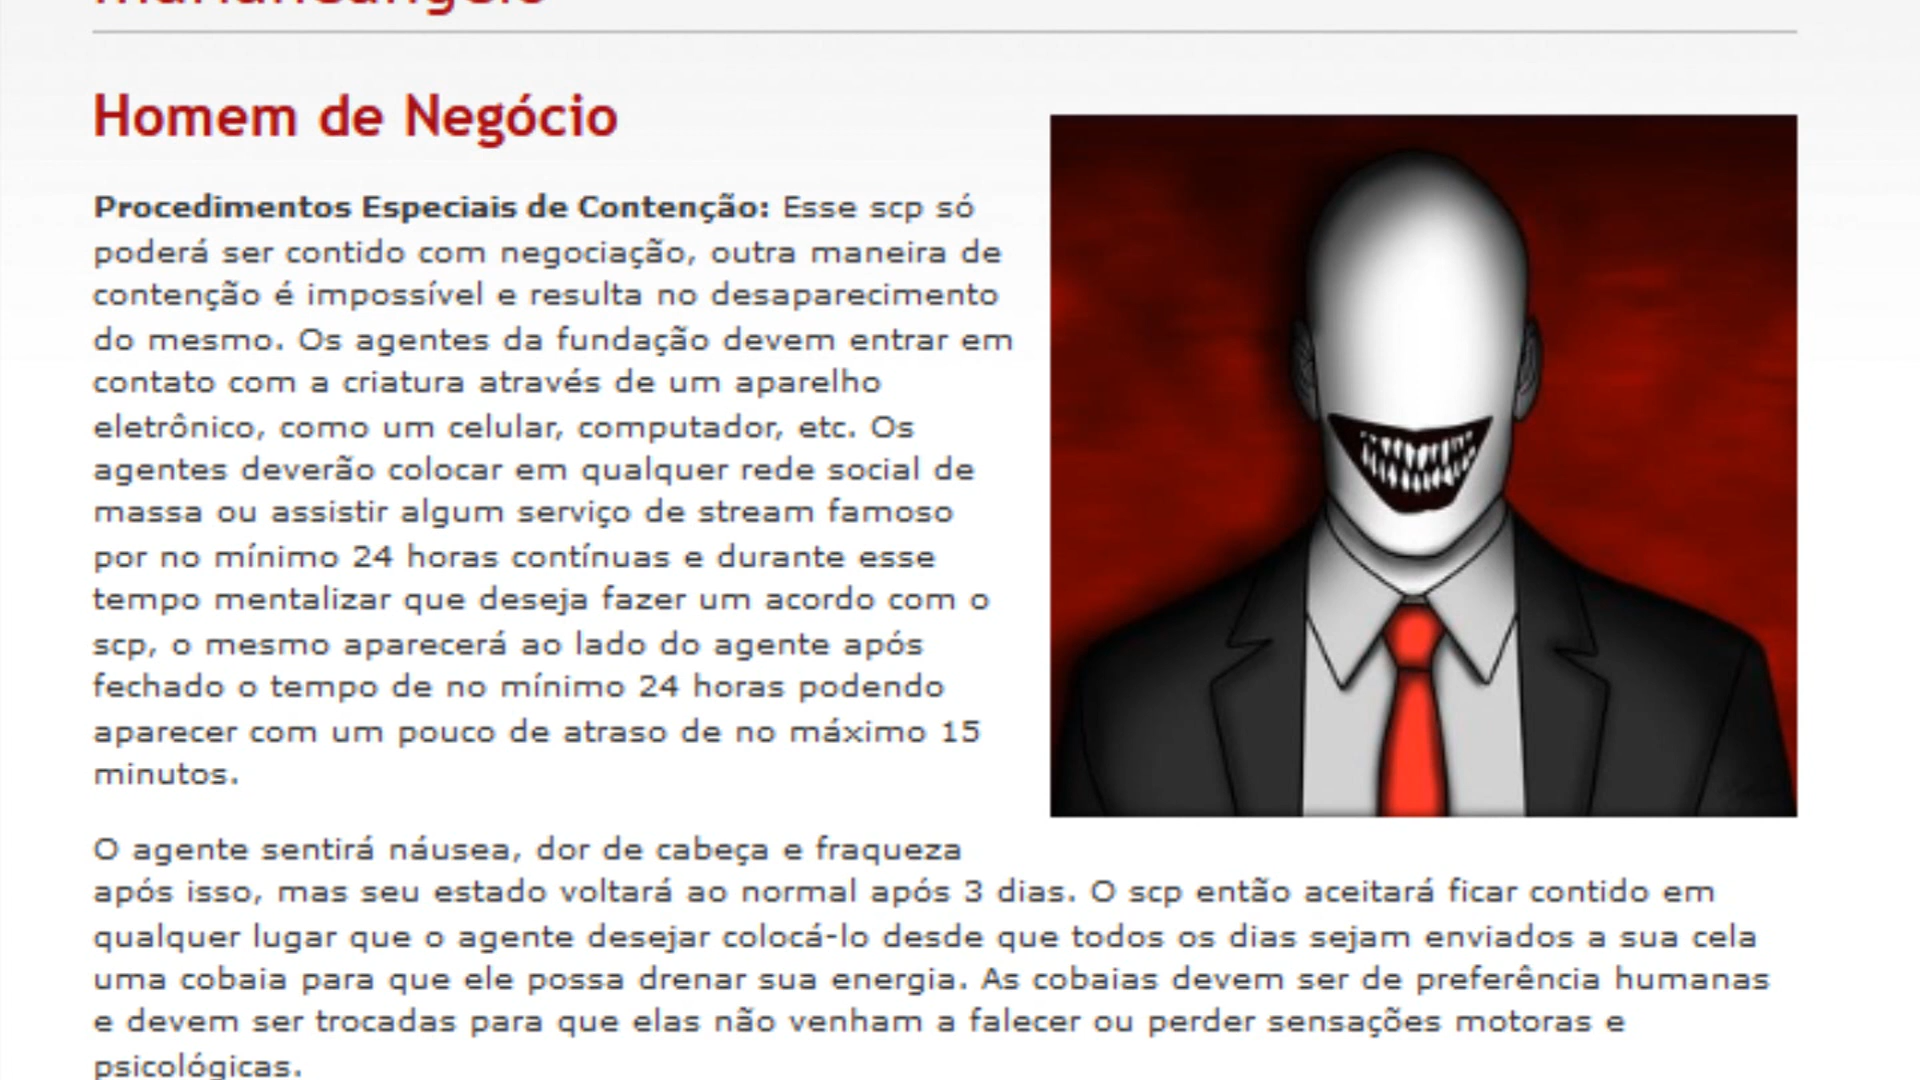 Homem de Negócio
Procedimentos Especiais de Contenção: Esse scp só
poderá ser contido com negociação, outra maneira de
contenção é impossível e resulta no desaparecimento
do mesmo. Os agentes da fundação devem entrar em
contato com a criatura através de um aparelho
eletrônico, como um celular, computador, etc. Os
agentes deverão colocar em qualquer rede social de
massa ou assistir algum serviço de stream famoso
por no mínimo 24 horas contínuas e durante esse
tempo mentalizar que deseja fazer um acordo com o
scp, o mesmo aparecerá ao lado do agente após
fechado o tempo de no mínimo 24 horas podendo
aparecer com um pouco de atraso de no máximo 15
minutos.
O agente sentirá náusea, dor de cabeça e fraqueza
após isso, mas seu estado voltará ao normal após 3 dias. O scp então aceitará ficar contido em
qualquer lugar que o agente desejar colocá-lo desde que todos os dias sejam enviados a sua cela
uma cobaia para que ele possa drenar sua energia. As cobaias devem ser de preferência humanas
e devem ser trocadas para que elas não venham a falecer ou perder sensações motoras e
psicológicas.